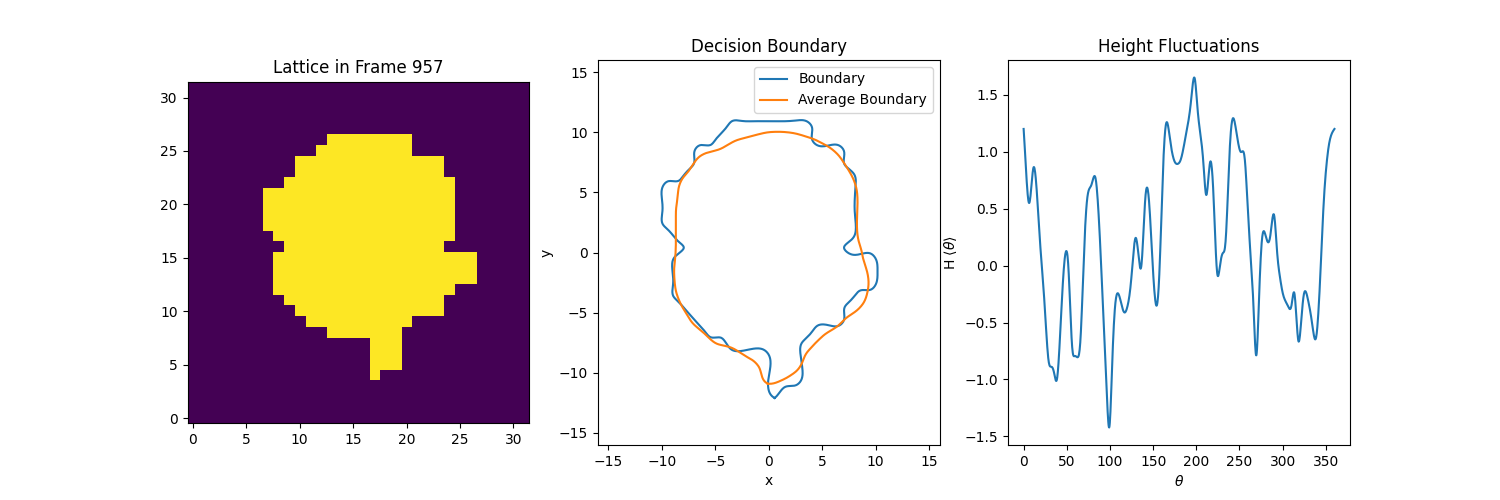 Lattice in Frame 957
30
25
20
15
10
5
0
0 5 10 15 20 25 30
Decision Boundary
Boundary
Average Boundary
15
10
5
0
−5
−10
−15
y
−15 −10 −5 0 5 10 15
x
Height Fluctuations
1.5
1.0
0.5
0.0
−0.5
−1.0
−1.5
H ⟨θ⟩
0 50 100 150 200 250 300 350
θ